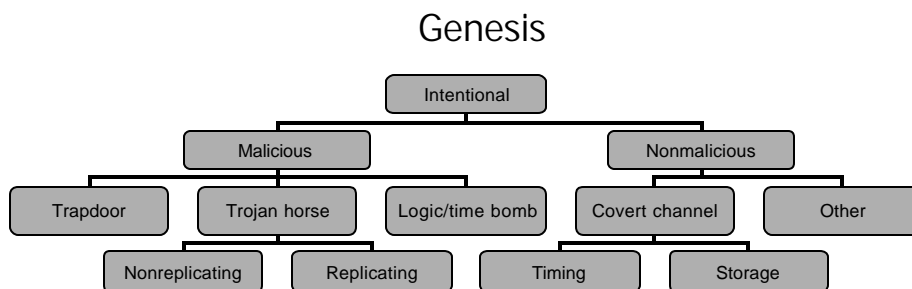 Genesis
Intentional
Malicious Nonmalicious
Trapdoor Trojan horse Logic/time bomb Covert channel Other
Nonreplicating Replicating Timing Storage